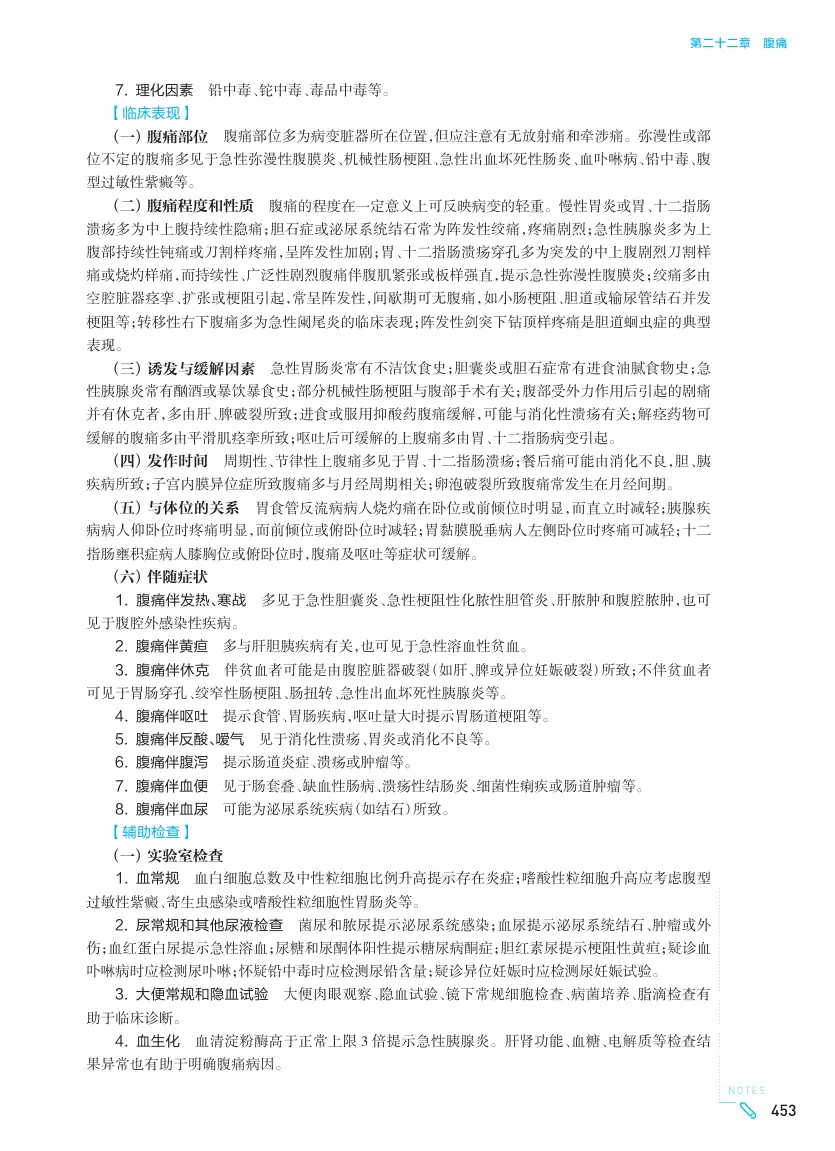 第二十二章 腹痛
7. 理化因素 铅中毒、铊中毒、毒品中毒等。
【临床表现】
(一) 腹痛部位 腹痛部位多为病变脏器所在位置,但应注意有无放射痛和牵涉痛。弥漫性或部
位不定的腹痛多见于急性弥漫性腹膜炎、机械性肠梗阻、急性出血坏死性肠炎、血卟啉病、铅中毒、腹
型过敏性紫癜等。
(二) 腹痛程度和性质 腹痛的程度在一定意义上可反映病变的轻重。慢性胃炎或胃、十二指肠
溃疡多为中上腹持续性隐痛;胆石症或泌尿系统结石常为阵发性绞痛,疼痛剧烈;急性胰腺炎多为上
腹部持续性钝痛或刀割样疼痛,呈阵发性加剧;胃、十二指肠溃疡穿孔多为突发的中上腹剧烈刀割样
痛或烧灼样痛,而持续性、广泛性剧烈腹痛伴腹肌紧张或板样强直,提示急性弥漫性腹膜炎;绞痛多由
空腔脏器痉挛、扩张或梗阻引起,常呈阵发性,间歇期可无腹痛,如小肠梗阻、胆道或输尿管结石并发
梗阻等;转移性右下腹痛多为急性阑尾炎的临床表现;阵发性剑突下钻顶样疼痛是胆道蛔虫症的典型
表现。
(三) 诱发与缓解因素 急性胃肠炎常有不洁饮食史;胆囊炎或胆石症常有进食油腻食物史;急
性胰腺炎常有酗酒或暴饮暴食史;部分机械性肠梗阻与腹部手术有关;腹部受外力作用后引起的剧痛
并有休克者,多由肝、脾破裂所致;进食或服用抑酸药腹痛缓解,可能与消化性溃疡有关;解痉药物可
缓解的腹痛多由平滑肌痉挛所致;呕吐后可缓解的上腹痛多由胃、十二指肠病变引起。
(四) 发作时间 周期性、节律性上腹痛多见于胃、十二指肠溃疡;餐后痛可能由消化不良,胆、胰
疾病所致;子宫内膜异位症所致腹痛多与月经周期相关;卵泡破裂所致腹痛常发生在月经间期。
(五) 与体位的关系 胃食管反流病病人烧灼痛在卧位或前倾位时明显,而直立时减轻;胰腺疾
病病人仰卧位时疼痛明显,而前倾位或俯卧位时减轻;胃黏膜脱垂病人左侧卧位时疼痛可减轻;十二
指肠壅积症病人膝胸位或俯卧位时,腹痛及呕吐等症状可缓解。
(六) 伴随症状
1. 腹痛伴发热、寒战 多见于急性胆囊炎、急性梗阻性化脓性胆管炎、肝脓肿和腹腔脓肿,也可
见于腹腔外感染性疾病。
2. 腹痛伴黄疸 多与肝胆胰疾病有关,也可见于急性溶血性贫血。
3. 腹痛伴休克 伴贫血者可能是由腹腔脏器破裂(如肝、脾或异位妊娠破裂)所致;不伴贫血者
可见于胃肠穿孔、绞窄性肠梗阻、肠扭转、急性出血坏死性胰腺炎等。
4. 腹痛伴呕吐 提示食管、胃肠疾病,呕吐量大时提示胃肠道梗阻等。
5. 腹痛伴反酸、嗳气 见于消化性溃疡、胃炎或消化不良等。
6. 腹痛伴腹泻 提示肠道炎症、溃疡或肿瘤等。
7. 腹痛伴血便 见于肠套叠、缺血性肠病、溃疡性结肠炎、细菌性痢疾或肠道肿瘤等。
8. 腹痛伴血尿 可能为泌尿系统疾病(如结石)所致。
【辅助检查】
(一) 实验室检查
1. 血常规 血白细胞总数及中性粒细胞比例升高提示存在炎症;嗜酸性粒细胞升高应考虑腹型
过敏性紫癜、寄生虫感染或嗜酸性粒细胞性胃肠炎等。
2. 尿常规和其他尿液检查 菌尿和脓尿提示泌尿系统感染;血尿提示泌尿系统结石、肿瘤或外
伤;血红蛋白尿提示急性溶血;尿糖和尿酮体阳性提示糖尿病酮症;胆红素尿提示梗阻性黄疸;疑诊血
卟啉病时应检测尿卟啉;怀疑铅中毒时应检测尿铅含量;疑诊异位妊娠时应检测尿妊娠试验。
3. 大便常规和隐血试验 大便肉眼观察、隐血试验、镜下常规细胞检查、病菌培养、脂滴检查有
助于临床诊断。
4. 血生化 血清淀粉酶高于正常上限 3 倍提示急性胰腺炎。肝肾功能、血糖、电解质等检查结
果异常也有助于明确腹痛病因。
NOTES
453